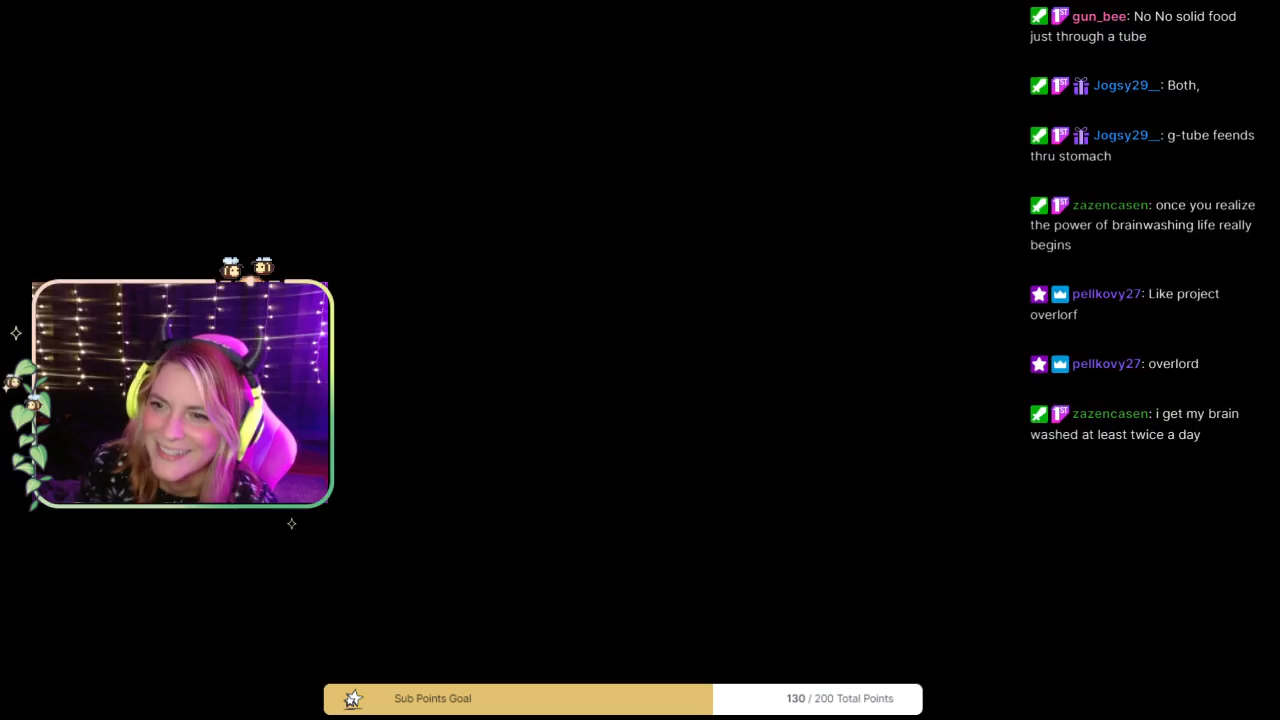 gun_bee: No No solid food
just through a tube
Jogsy29__: Both,
Jogsy29__: g-tube feends
thru stomach
zazencasen: once you realize
the power of brainwashing life really
begins
pellkovy27: Like project
overlorf
pellkovy27: overlord
zazencasen: i get my brain
washed at least twice a day
Sub Points Goal
130 / 200 Total Points